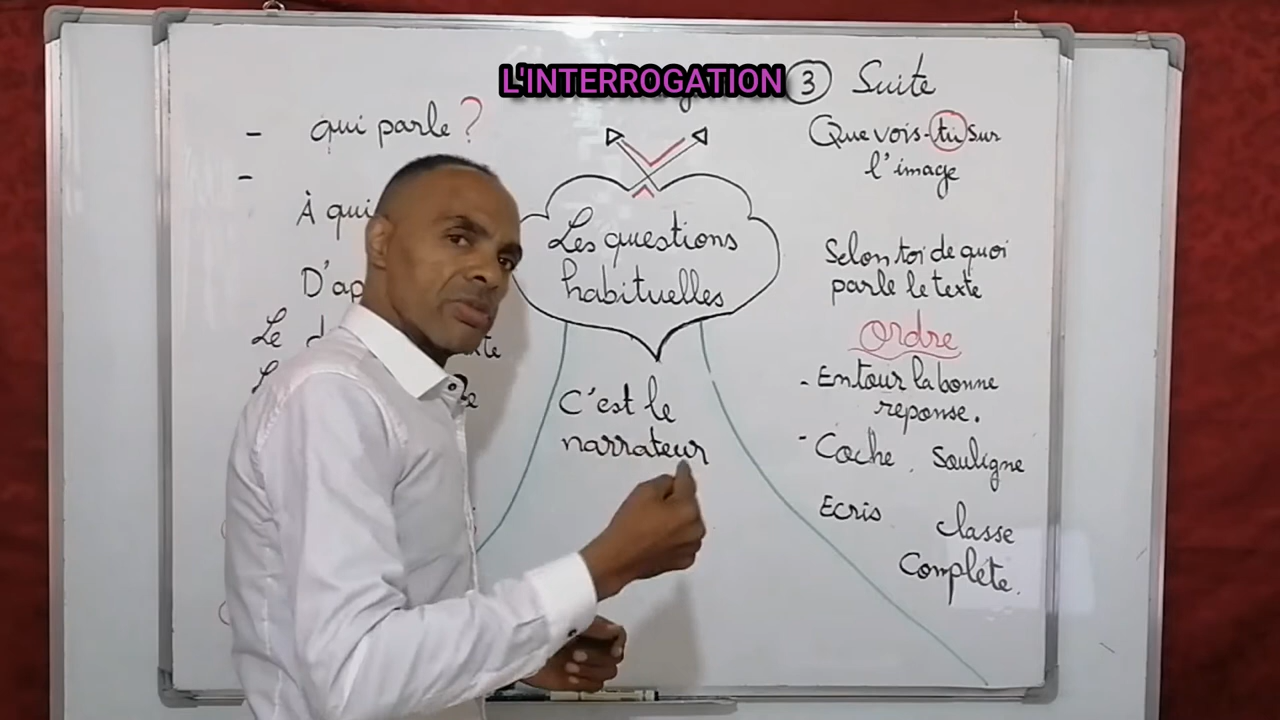 L'INTERROGATION
3 Suite
- qui parle ?
-
À qui
D'ap
Le
Les questions
habituelles
C'est le
narrateur
Que vois-tu sur
l'image
Selon toi de quoi
parle le texte
Ordre
- Entour la bonne
reponse.
- Coche, Souligne
Ecris classe
Complète.